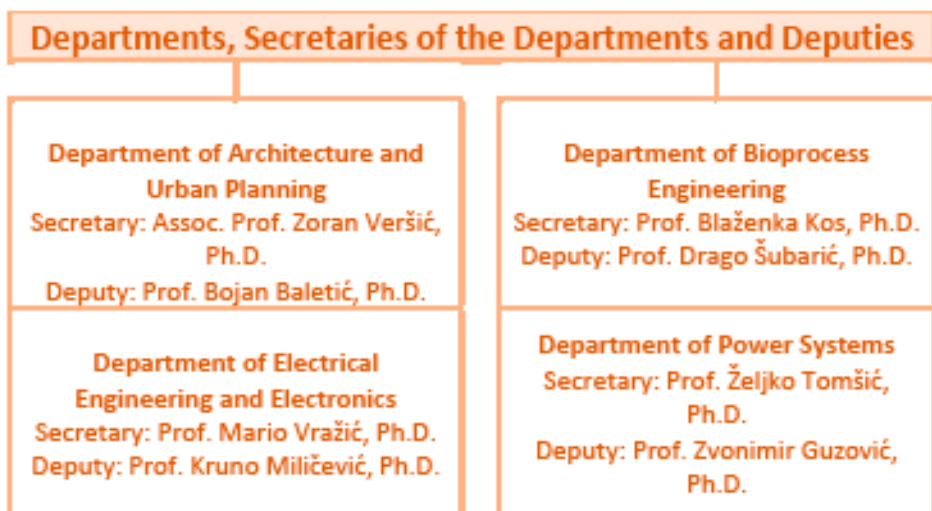 Departments, Secretaries of the Departments and Deputies
Department of Architecture and
Urban Planning
Secretary: Assoc. Prof. Zoran Veršić,
Ph.D.
Deputy: Prof. Bojan Baletić, Ph.D.
Department of Bioprocess
Engineering
Secretary: Prof. Blaženka Kos, Ph.D.
Deputy: Prof. Drago Šubarić, Ph.D.
Department of Electrical
Engineering and Electronics
Secretary: Prof. Mario Vražić, Ph.D.
Deputy: Prof. Kruno Miličević, Ph.D.
Department of Power Systems
Secretary: Prof. Željko Tomšić,
Ph.D.
Deputy: Prof. Zvonimir Guzović,
Ph.D.